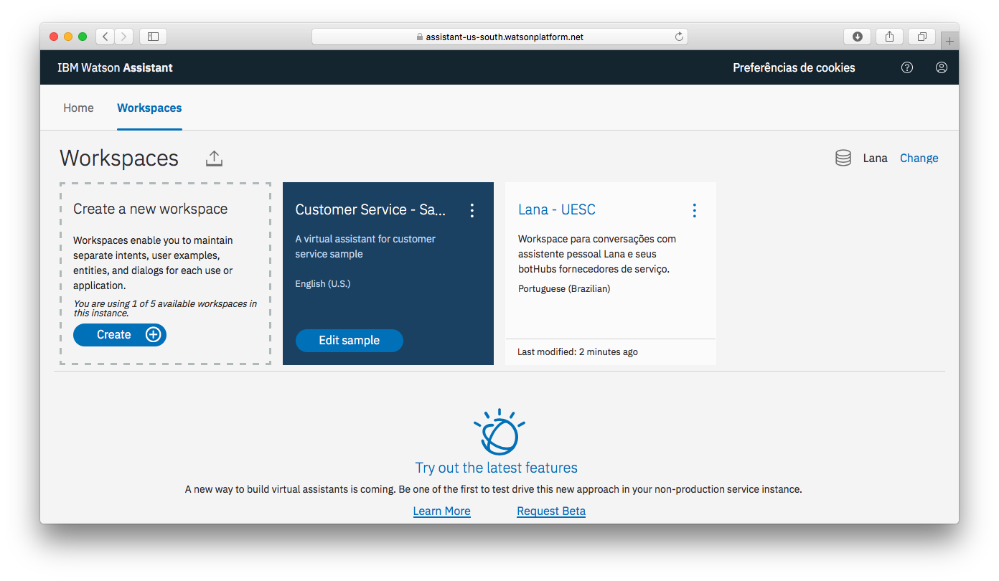 assistant-us-south.watsonplatform.net
IBM Watson Assistant
Preferências de cookies
Home
Workspaces
Workspaces
Lana
Change
Create a new workspace
Workspaces enable you to maintain
separate intents, user examples,
entities, and dialogs for each use or
application.
You are using 1 of 5 available workspaces in
this instance.
Create
Customer Service - Sa...
A virtual assistant for customer
service sample
English (U.S.)
Edit sample
Lana - UESC
Workspace para conversações com
assistente pessoal Lana e seus
botHubs fornecedores de serviço.
Portuguese (Brazilian)
Last modified: 2 minutes ago
Try out the latest features
A new way to build virtual assistants is coming. Be one of the first to test drive this new approach in your non-production service instance.
Learn More
Request Beta